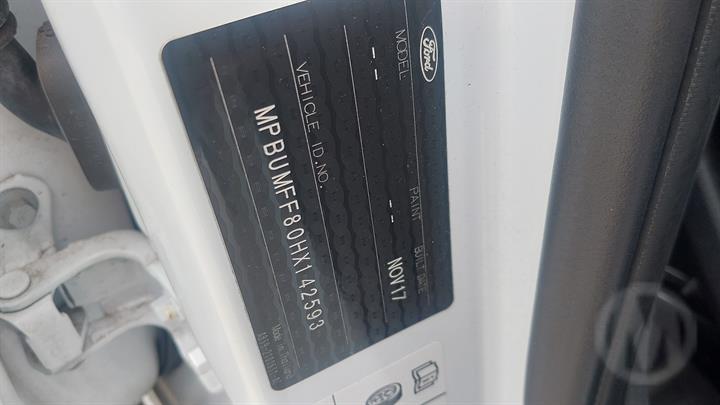 Ford
MODEL PAINT BUILT DATE
-- -- NOV 17
VEHICLE ID.NO.
MPBUMFF80HX142593
Made in Thailand
M